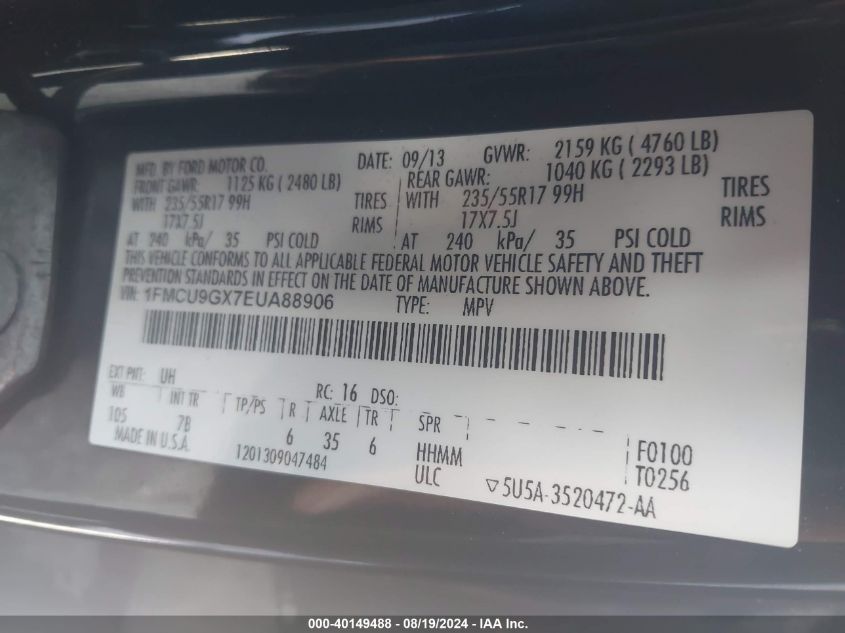 MFD. BY FORD MOTOR CO. DATE: 09/13 GVWR: 2159 KG ( 4760 LB)
FRONT GAWR: 1125 KG ( 2480 LB) REAR GAWR: 1040 KG ( 2293 LB)
WITH 235/55R17 99H TIRES WITH 235/55R17 99H TIRES
17X7.5J RIMS 17X7.5J RIMS
AT 240 kPa/ 35 PSI COLD AT 240 kPa/ 35 PSI COLD
THIS VEHICLE CONFORMS TO ALL APPLICABLE FEDERAL MOTOR VEHICLE SAFETY AND THEFT
PREVENTION STANDARDS IN EFFECT ON THE DATE OF MANUFACTURE SHOWN ABOVE.
VIN: 1FMCU9GX7EUA88906 TYPE: MPV
EXT PNT: UH RC: 16 DSO:
WB INT TR TP/PS R AXLE TR SPR
105 7B 6 35 6 HHMM F0100
MADE IN U.S.A. 1201309047484 ULC T0256
▽5U5A-3520472-AA
000-40149488 - 08/19/2024 - IAA Inc.